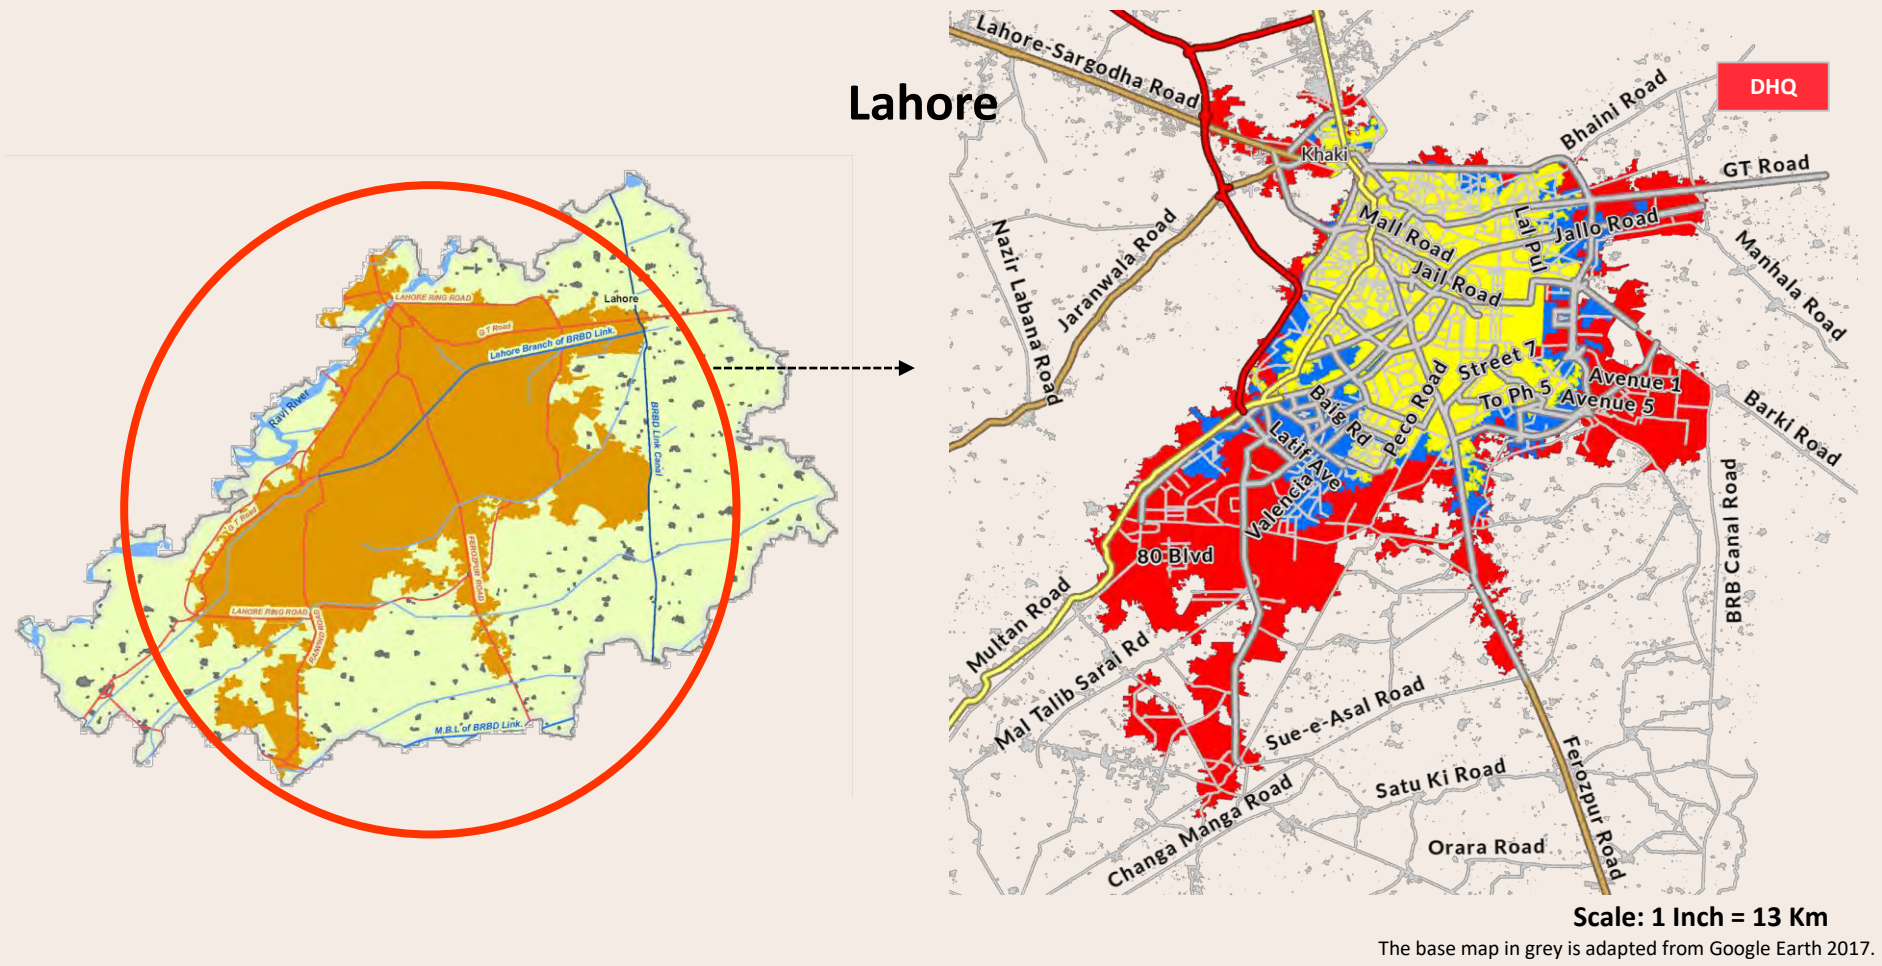 Lahore
DHQ
LAHORE RING ROAD
Lahore
G T Road
Lahore Branch of BRBD Link.
Ravi River
BRBD Link Canal
G T Road
FEROZPUR ROAD
LAHORE RING ROAD
M.B.L of BRBD Link.
Lahore-Sargodha Road
Bhaini Road
GT Road
Khaki
Mall Road
Lal Pul
Jallo Road
Nazir Labana Road
Jaranwala Road
Jail Road
Manhala Road
Street 7
Avenue 1
To Ph 5
Avenue 5
Baig Rd
Peco Road
Barki Road
Latif Ave
Valencia
80 Blvd
BRB Canal Road
Multan Road
Mal Talib Sarai Rd
Sue-e-Asal Road
Satu Ki Road
Ferozpur Road
Changa Manga Road
Orara Road
Scale: 1 Inch = 13 Km
The base map in grey is adapted from Google Earth 2017.